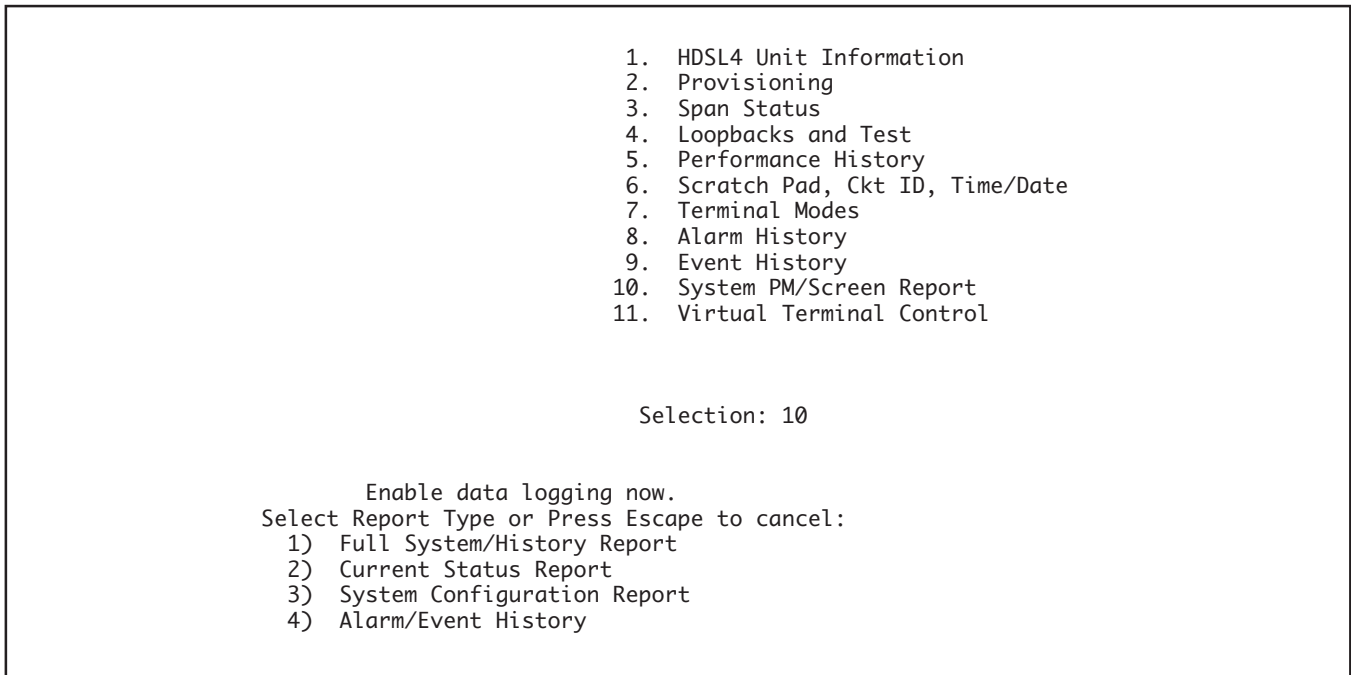 1. HDSL4 Unit Information
2. Provisioning
3. Span Status
4. Loopbacks and Test
5. Performance History
6. Scratch Pad, Ckt ID, Time/Date
7. Terminal Modes
8. Alarm History
9. Event History
10. System PM/Screen Report
11. Virtual Terminal Control
Selection: 10
Enable data logging now.
Select Report Type or Press Escape to cancel:
1) Full System/History Report
2) Current Status Report
3) System Configuration Report
4) Alarm/Event History